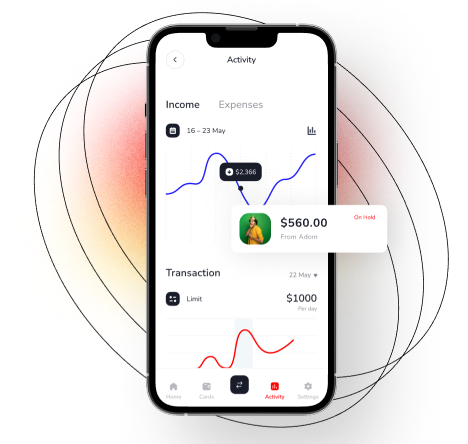 Activity
Income Expenses
16 – 23 May
$2,366
$560.00 On Hold
From Adom
Transaction 22 May
Limit $1000
Per day
Home Cards Activity Settings